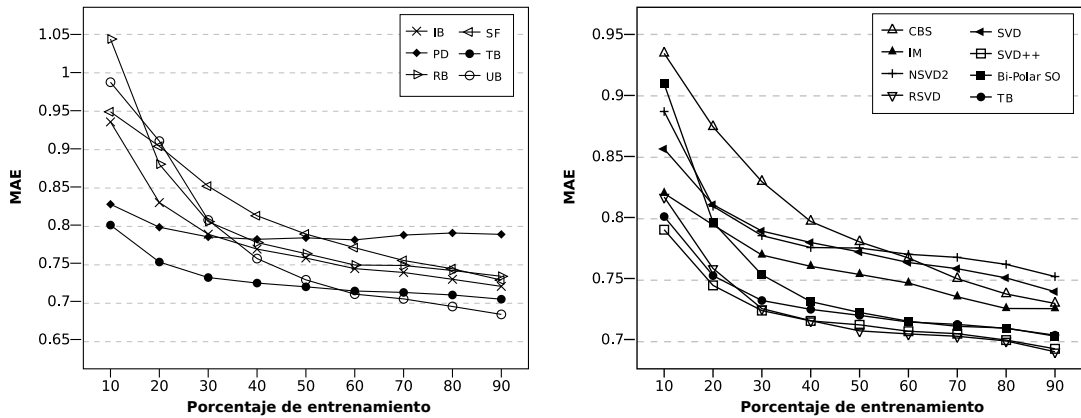 1.05
1
0.95
0.9
0.85
0.8
0.75
0.7
0.65
MAE
IB
PD
RB
SF
TB
UB
10 20 30 40 50 60 70 80 90
Porcentaje de entrenamiento
0.95
0.9
0.85
0.8
0.75
0.7
MAE
CBS
IM
NSVD2
RSVD
SVD
SVD++
Bi-Polar SO
TB
10 20 30 40 50 60 70 80 90
Porcentaje de entrenamiento